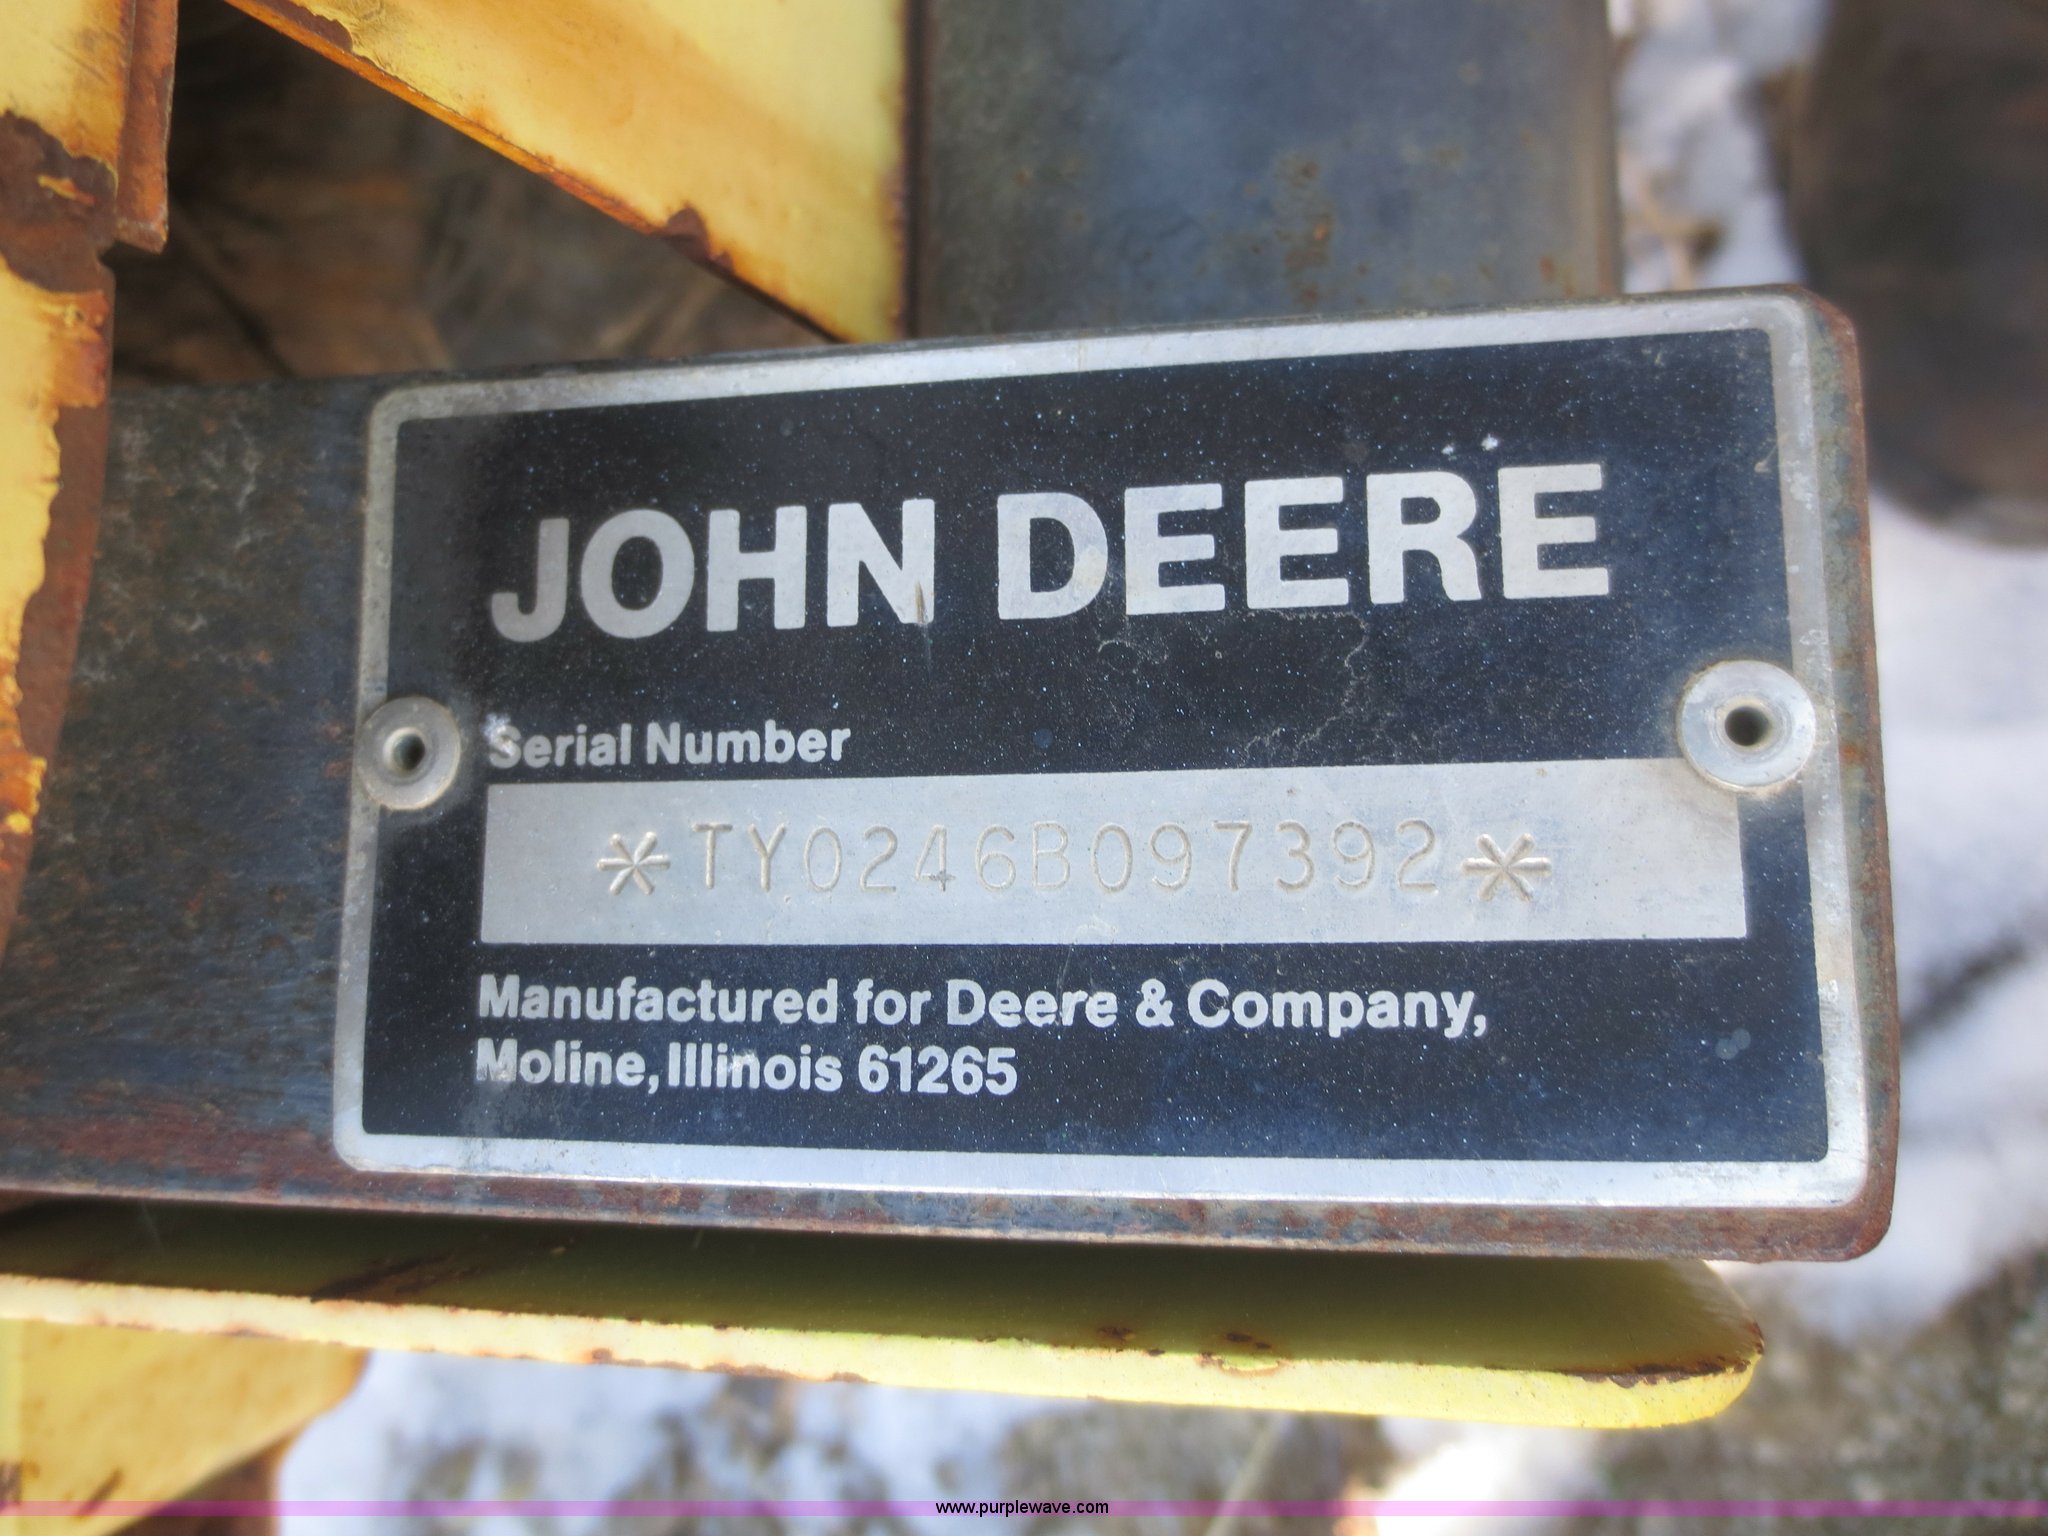 JOHN DEERE
Serial Number
*TY0246B097392*
Manufactured for Deere & Company,
Moline, Illinois 61265
www.purplewave.com